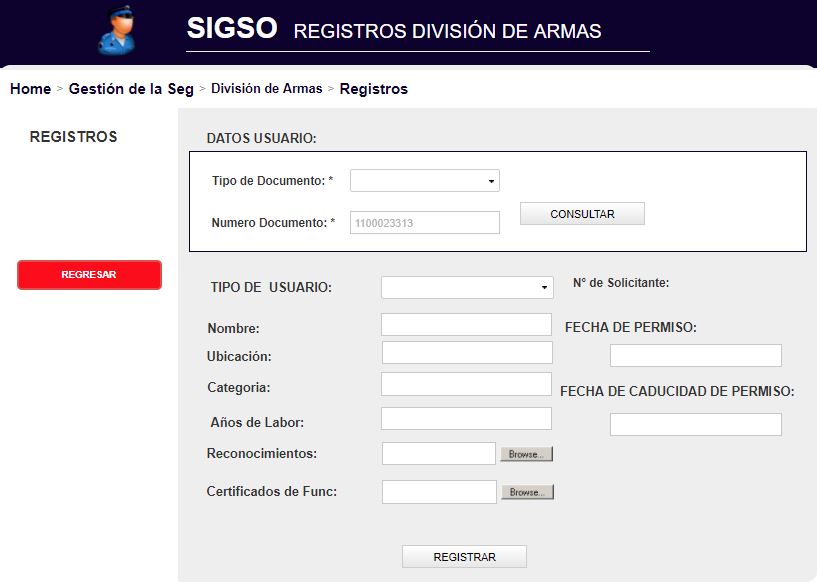 SIGSO REGISTROS DIVISIÓN DE ARMAS
Home > Gestión de la Seg > División de Armas > Registros
REGISTROS
REGRESAR
DATOS USUARIO:
Tipo de Documento: *
Numero Documento: * 1100023313 CONSULTAR
TIPO DE USUARIO: N° de Solicitante:
Nombre: FECHA DE PERMISO:
Ubicación:
Categoria: FECHA DE CADUCIDAD DE PERMISO:
Años de Labor:
Reconocimientos: Browse...
Certificados de Func: Browse...
REGISTRAR